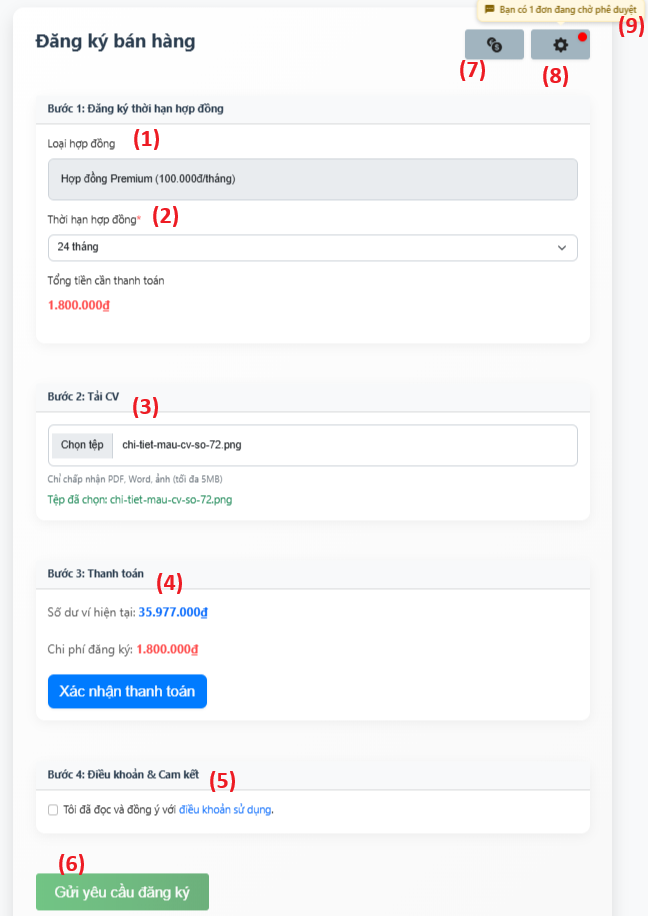 Bạn có 1 đơn đang chờ phê duyệt
(9)
Đăng ký bán hàng
(7)
(8)
Bước 1: Đăng ký thời hạn hợp đồng
Loại hợp đồng (1)
Hợp đồng Premium (100.000đ/tháng)
Thời hạn hợp đồng* (2)
24 tháng
Tổng tiền cần thanh toán
1.800.000₫
Bước 2: Tải CV (3)
Chọn tệp chi-tiet-mau-cv-so-72.png
Chỉ chấp nhận PDF, Word, ảnh (tối đa 5MB)
Tệp đã chọn: chi-tiet-mau-cv-so-72.png
Bước 3: Thanh toán (4)
Số dư ví hiện tại: 35.977.000₫
Chi phí đăng ký: 1.800.000₫
Xác nhận thanh toán
Bước 4: Điều khoản & Cam kết (5)
Tôi đã đọc và đồng ý với điều khoản sử dụng.
(6)
Gửi yêu cầu đăng ký